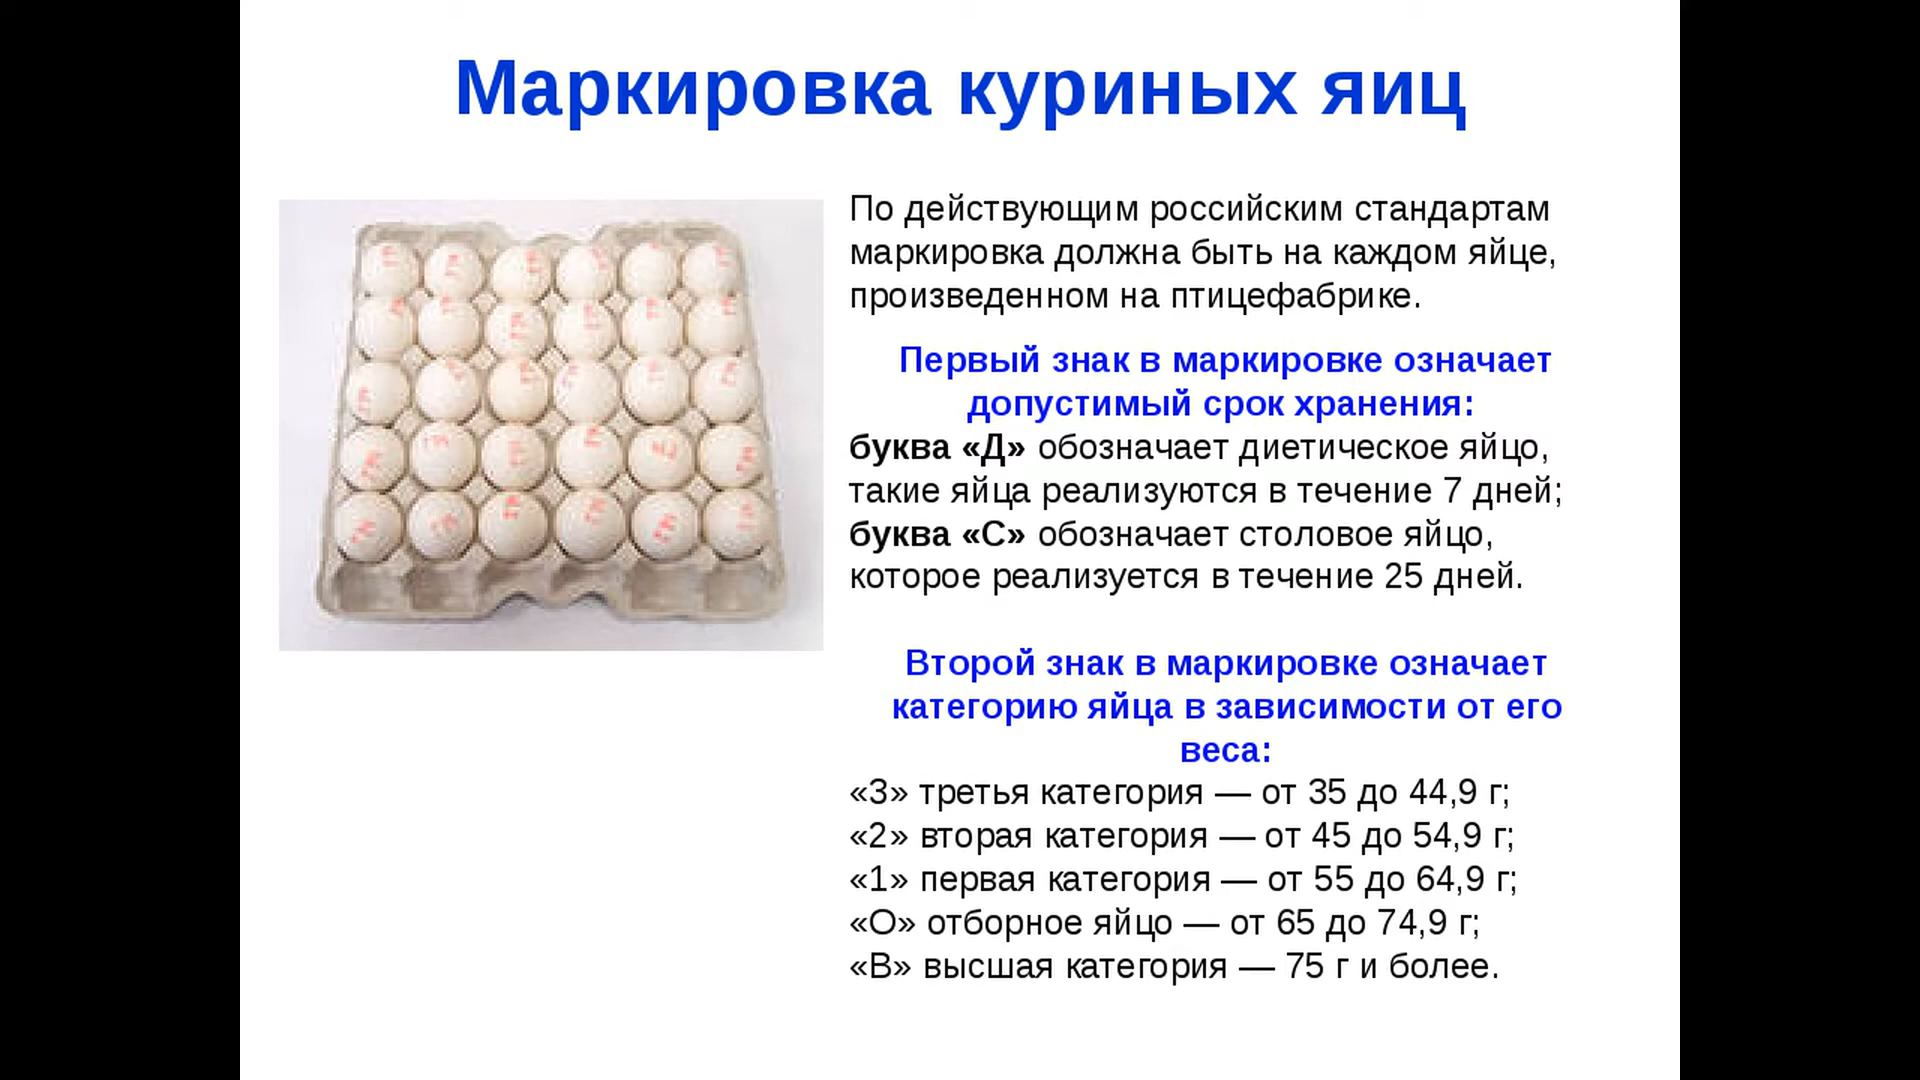 Маркировка куриных яиц
По действующим российским стандартам
маркировка должна быть на каждом яйце,
произведенном на птицефабрике.
Первый знак в маркировке означает
допустимый срок хранения:
буква «Д» обозначает диетическое яйцо,
такие яйца реализуются в течение 7 дней;
буква «С» обозначает столовое яйцо,
которое реализуется в течение 25 дней.
Второй знак в маркировке означает
категорию яйца в зависимости от его
веса:
«3» третья категория — от 35 до 44,9 г;
«2» вторая категория — от 45 до 54,9 г;
«1» первая категория — от 55 до 64,9 г;
«О» отборное яйцо — от 65 до 74,9 г;
«В» высшая категория — 75 г и более.